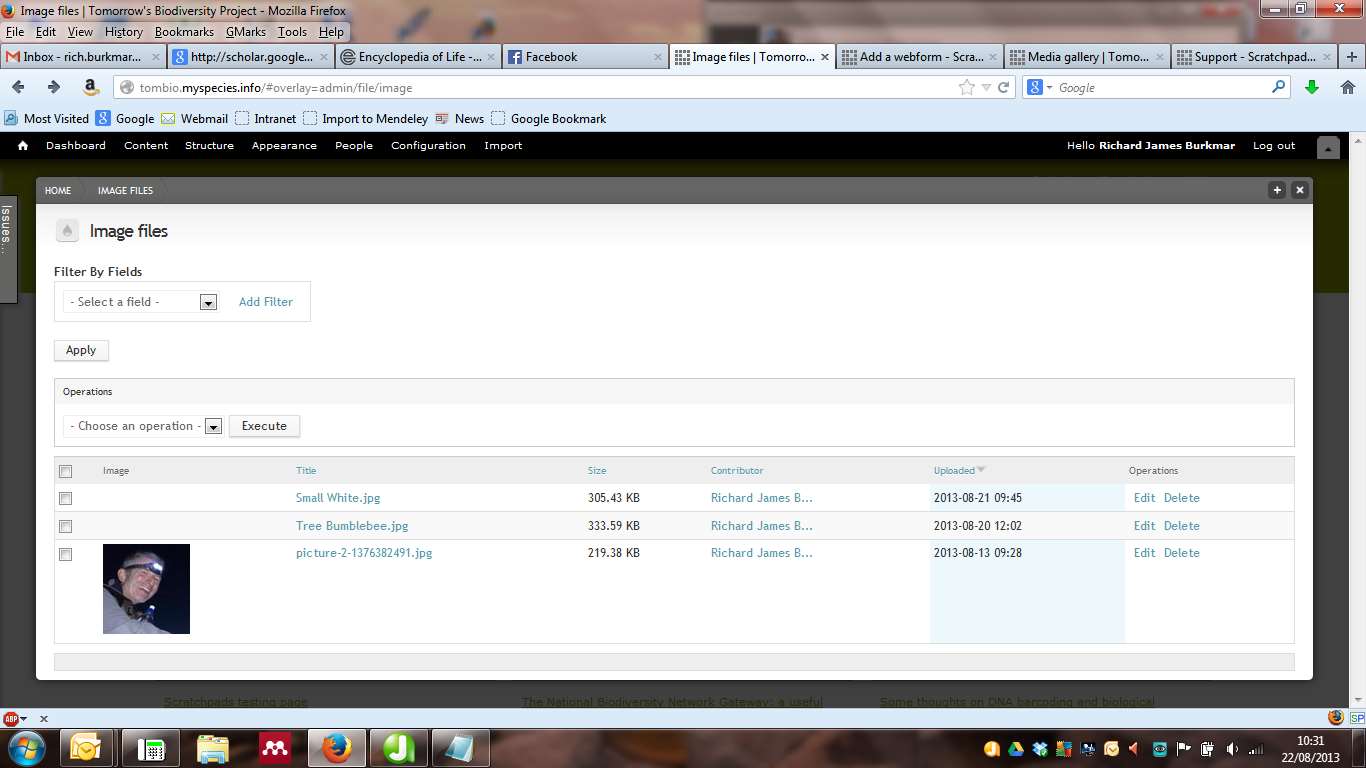 Image files | Tomorrow's Biodiversity Project - Mozilla Firefox
File Edit View History Bookmarks GMarks Tools Help
Inbox - rich.burkmar... http://scholar.google... Encyclopedia of Life -... Facebook Image files | Tomorro... Add a webform - Scra... Media gallery | Tomo... Support - Scratchpad...
tombio.myspecies.info/#overlay=admin/file/image Google
Most Visited Google Webmail Intranet Import to Mendeley News Google Bookmark
Dashboard Content Structure Appearance People Configuration Import Hello Richard James Burkmar Log out
HOME IMAGE FILES
Issues...
Image files
Filter By Fields
- Select a field - Add Filter
Apply
Operations
- Choose an operation - Execute
Image Title Size Contributor Uploaded Operations
Small White.jpg 305.43 KB Richard James B... 2013-08-21 09:45 Edit Delete
Tree Bumblebee.jpg 333.59 KB Richard James B... 2013-08-20 12:02 Edit Delete
picture-2-1376382491.jpg 219.38 KB Richard James B... 2013-08-13 09:28 Edit Delete
Scratchpads testing page The National Biodiversity Network Gateway: a useful Some thoughts on DNA barcoding and biological
ABP SP
10:31
22/08/2013